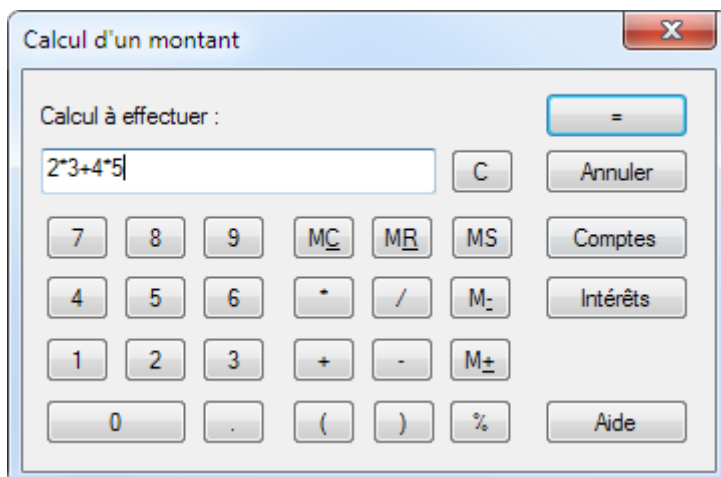 Calcul d'un montant
x
Calcul à effectuer :
=
2*3+4*5
C
Annuler
7 8 9 MC MR MS Comptes
4 5 6 * / M- Intérêts
1 2 3 + - M±
0 . ( ) % Aide